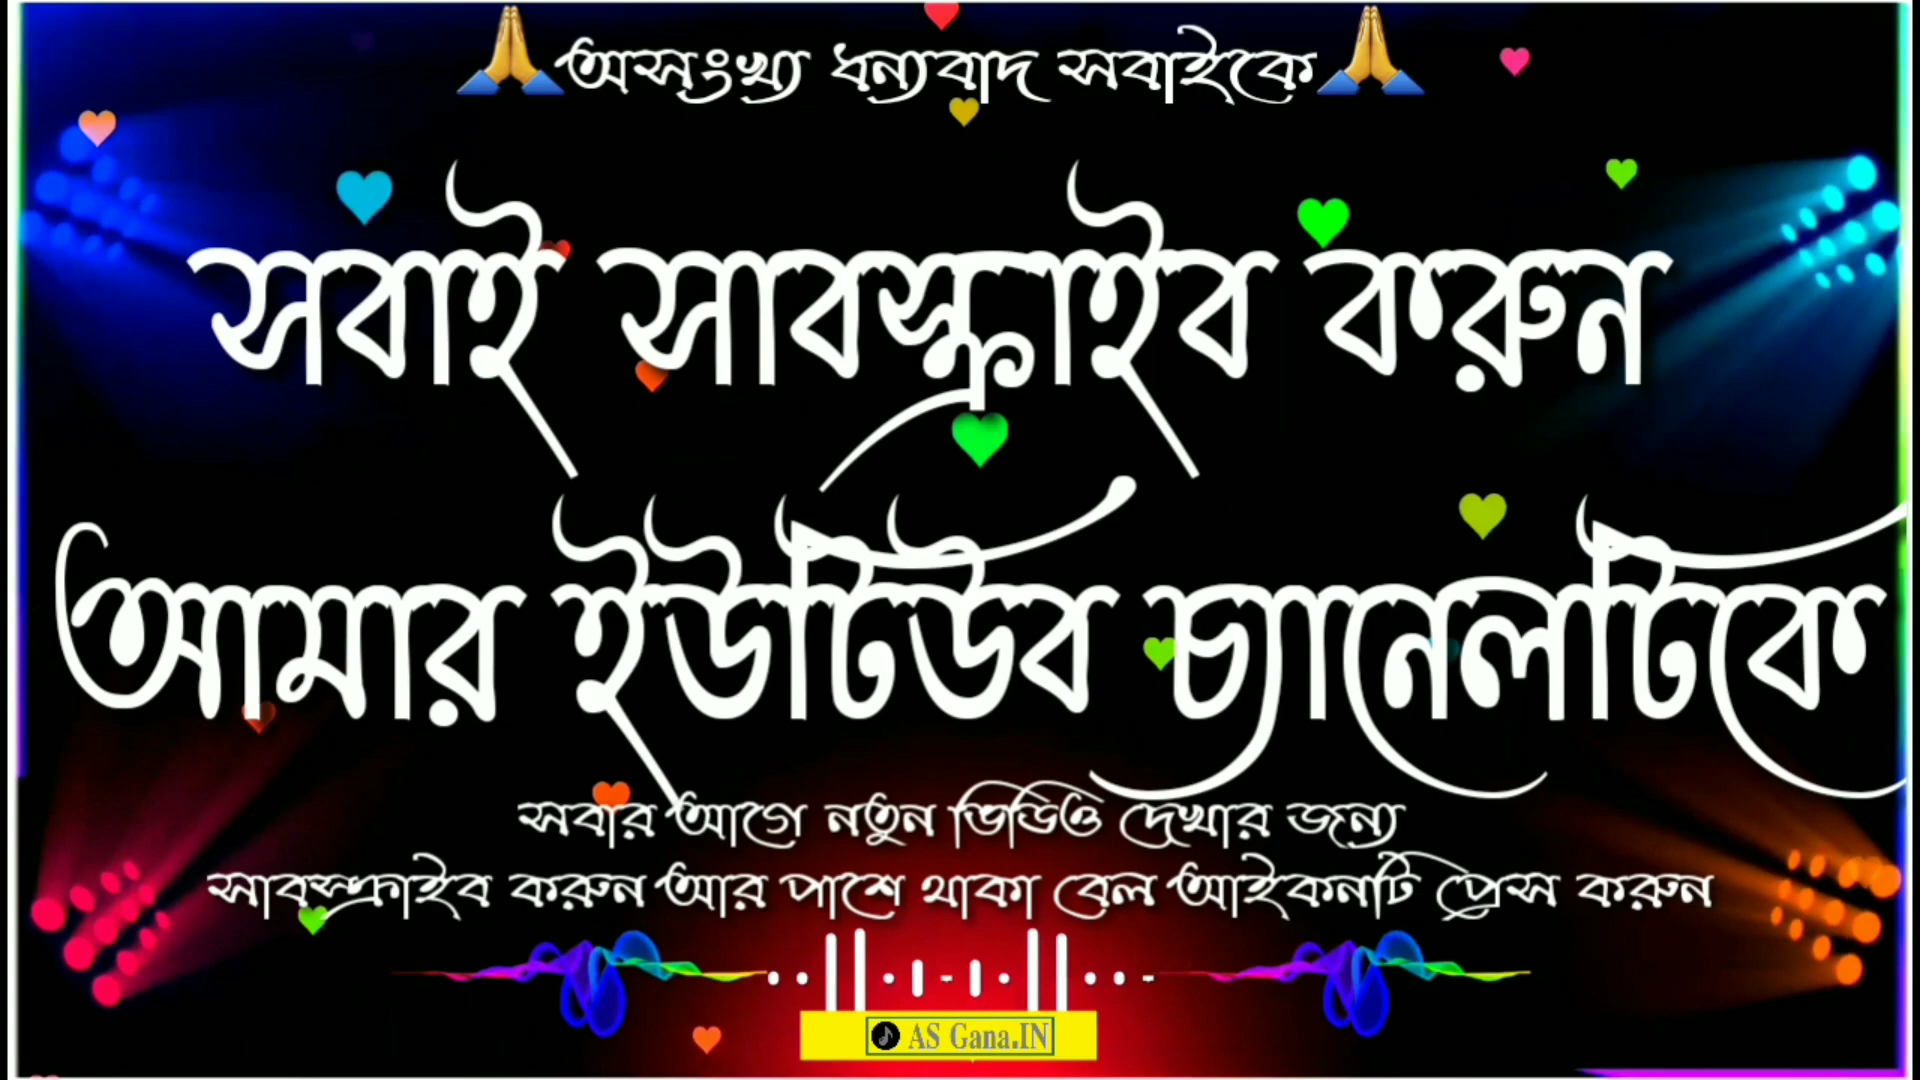 🙏অসংখ্য ধন্যবাদ সবাইকে🙏
সবাই সাবস্ক্রাইব করুন
আমার ইউটিউব চ্যানেলটিকে
সবার আগে নতুন ভিডিও দেখার জন্য
সাবস্ক্রাইব করুন আর পাশে থাকা বেল আইকনটি প্রেস করুন
AS Gana.IN